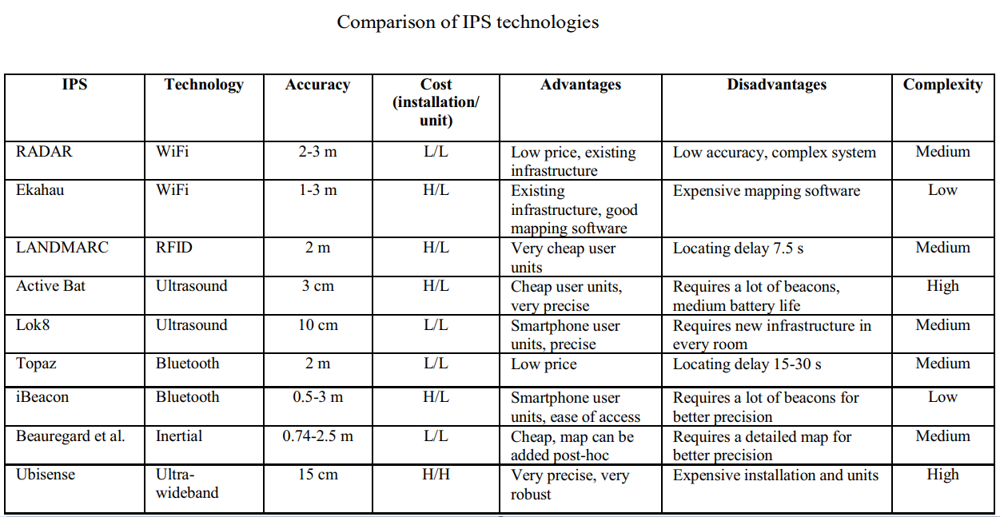 Comparison of IPS technologies
IPS Technology Accuracy Cost (installation/ unit) Advantages Disadvantages Complexity
RADAR WiFi 2-3 m L/L Low price, existing infrastructure Low accuracy, complex system Medium
Ekahau WiFi 1-3 m H/L Existing infrastructure, good mapping software Expensive mapping software Low
LANDMARC RFID 2 m H/L Very cheap user units Locating delay 7.5 s Medium
Active Bat Ultrasound 3 cm H/L Cheap user units, very precise Requires a lot of beacons, medium battery life High
Lok8 Ultrasound 10 cm L/L Smartphone user units, precise Requires new infrastructure in every room Medium
Topaz Bluetooth 2 m L/L Low price Locating delay 15-30 s Medium
iBeacon Bluetooth 0.5-3 m H/L Smartphone user units, ease of access Requires a lot of beacons for better precision Low
Beauregard et al. Inertial 0.74-2.5 m L/L Cheap, map can be added post-hoc Requires a detailed map for better precision Medium
Ubisense Ultra-wideband 15 cm H/H Very precise, very robust Expensive installation and units High